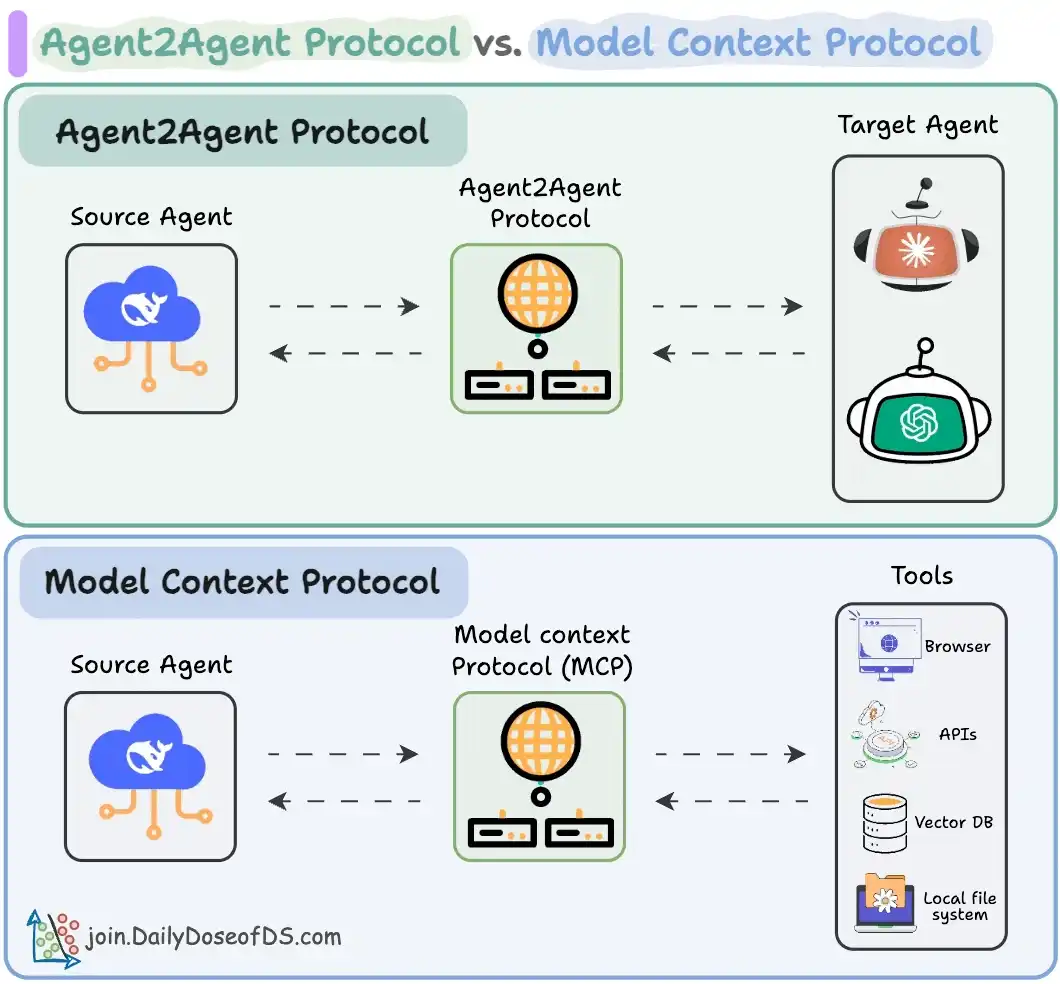 Agent2Agent Protocol vs. Model Context Protocol
Agent2Agent Protocol
Target Agent
Agent2Agent
Protocol
Source Agent
Model Context Protocol
Tools
Model context
Protocol (MCP)
Source Agent
Browser
APIs
Vector DB
Local file
system
join.DailyDoseofDS.com